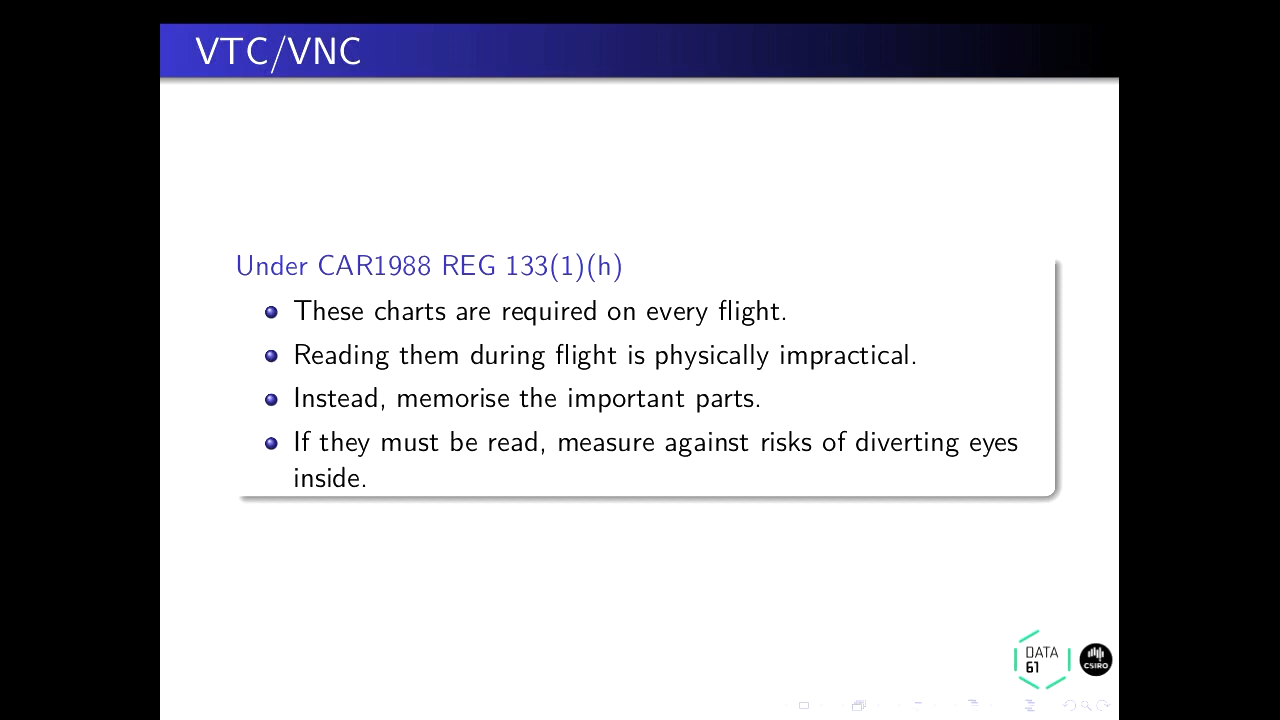 VTC/VNC
Under CAR1988 REG 133(1)(h)
These charts are required on every flight.
Reading them during flight is physically impractical.
Instead, memorise the important parts.
If they must be read, measure against risks of diverting eyes
inside.
DATA
61
CSIRO